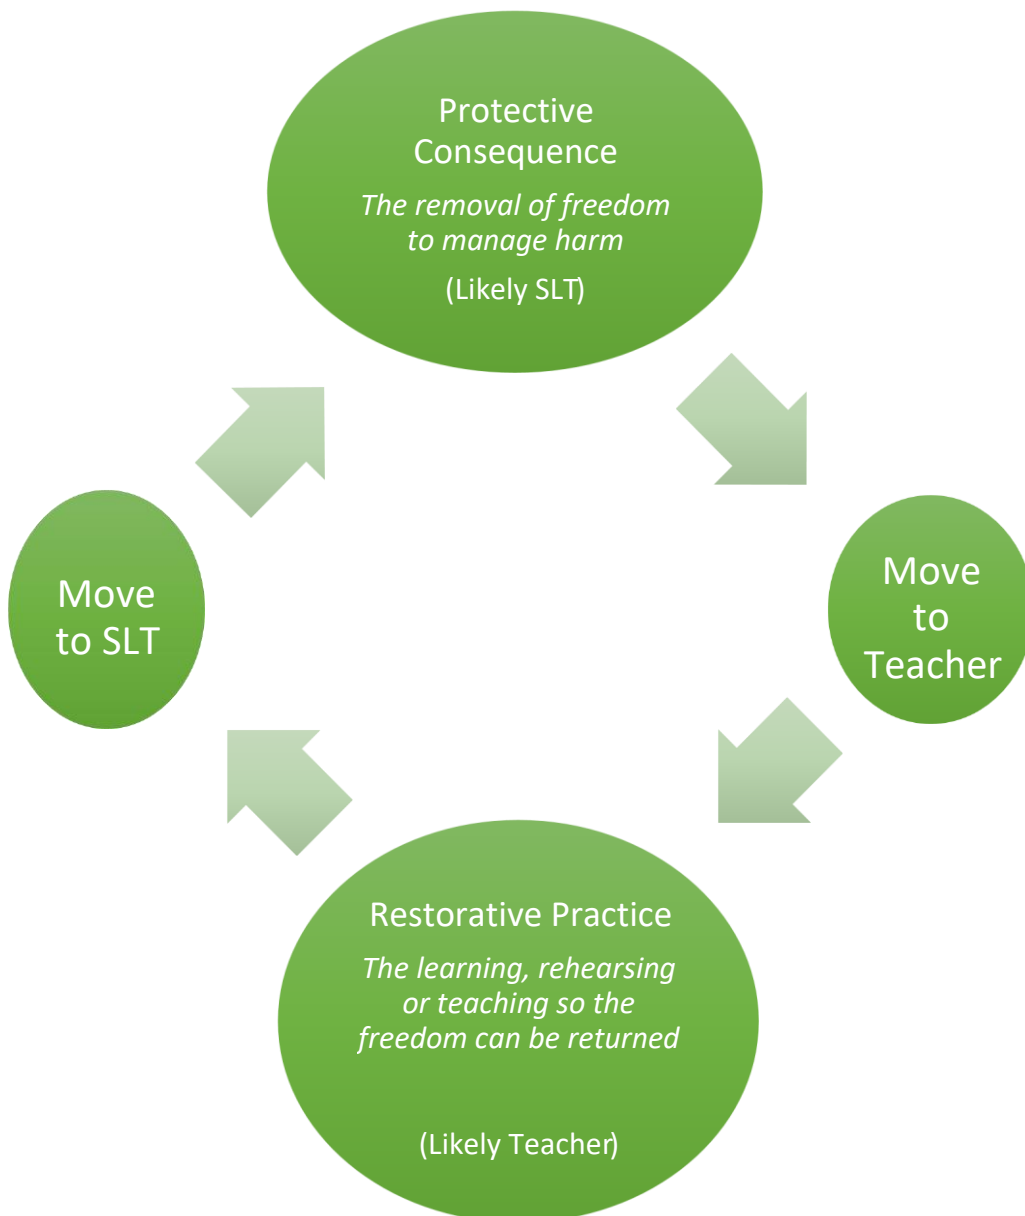 Protective
Consequence
The removal of freedom
to manage harm
(Likely SLT)
Move
to
Teacher
Restorative Practice
The learning, rehearsing
or teaching so the
freedom can be returned
(Likely Teacher)
Move
to SLT